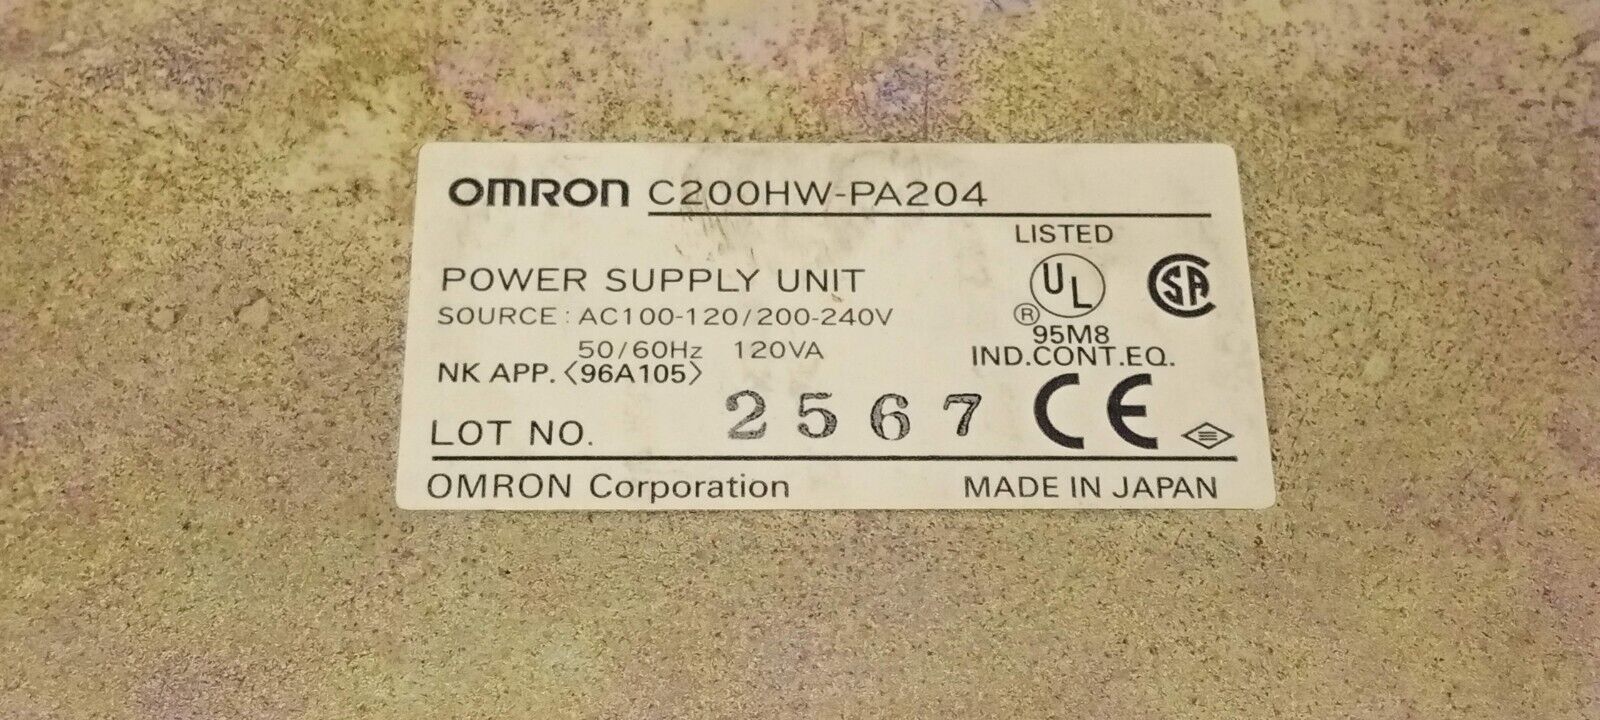 OMRON C200HW-PA204
LISTED
POWER SUPPLY UNIT
UL
SA
SOURCE : AC100-120/200-240V
®
95M8
50/60Hz 120VA
IND.CONT.EQ.
NK APP. <96A105>
LOT NO. 2567
CE
OMRON Corporation
MADE IN JAPAN